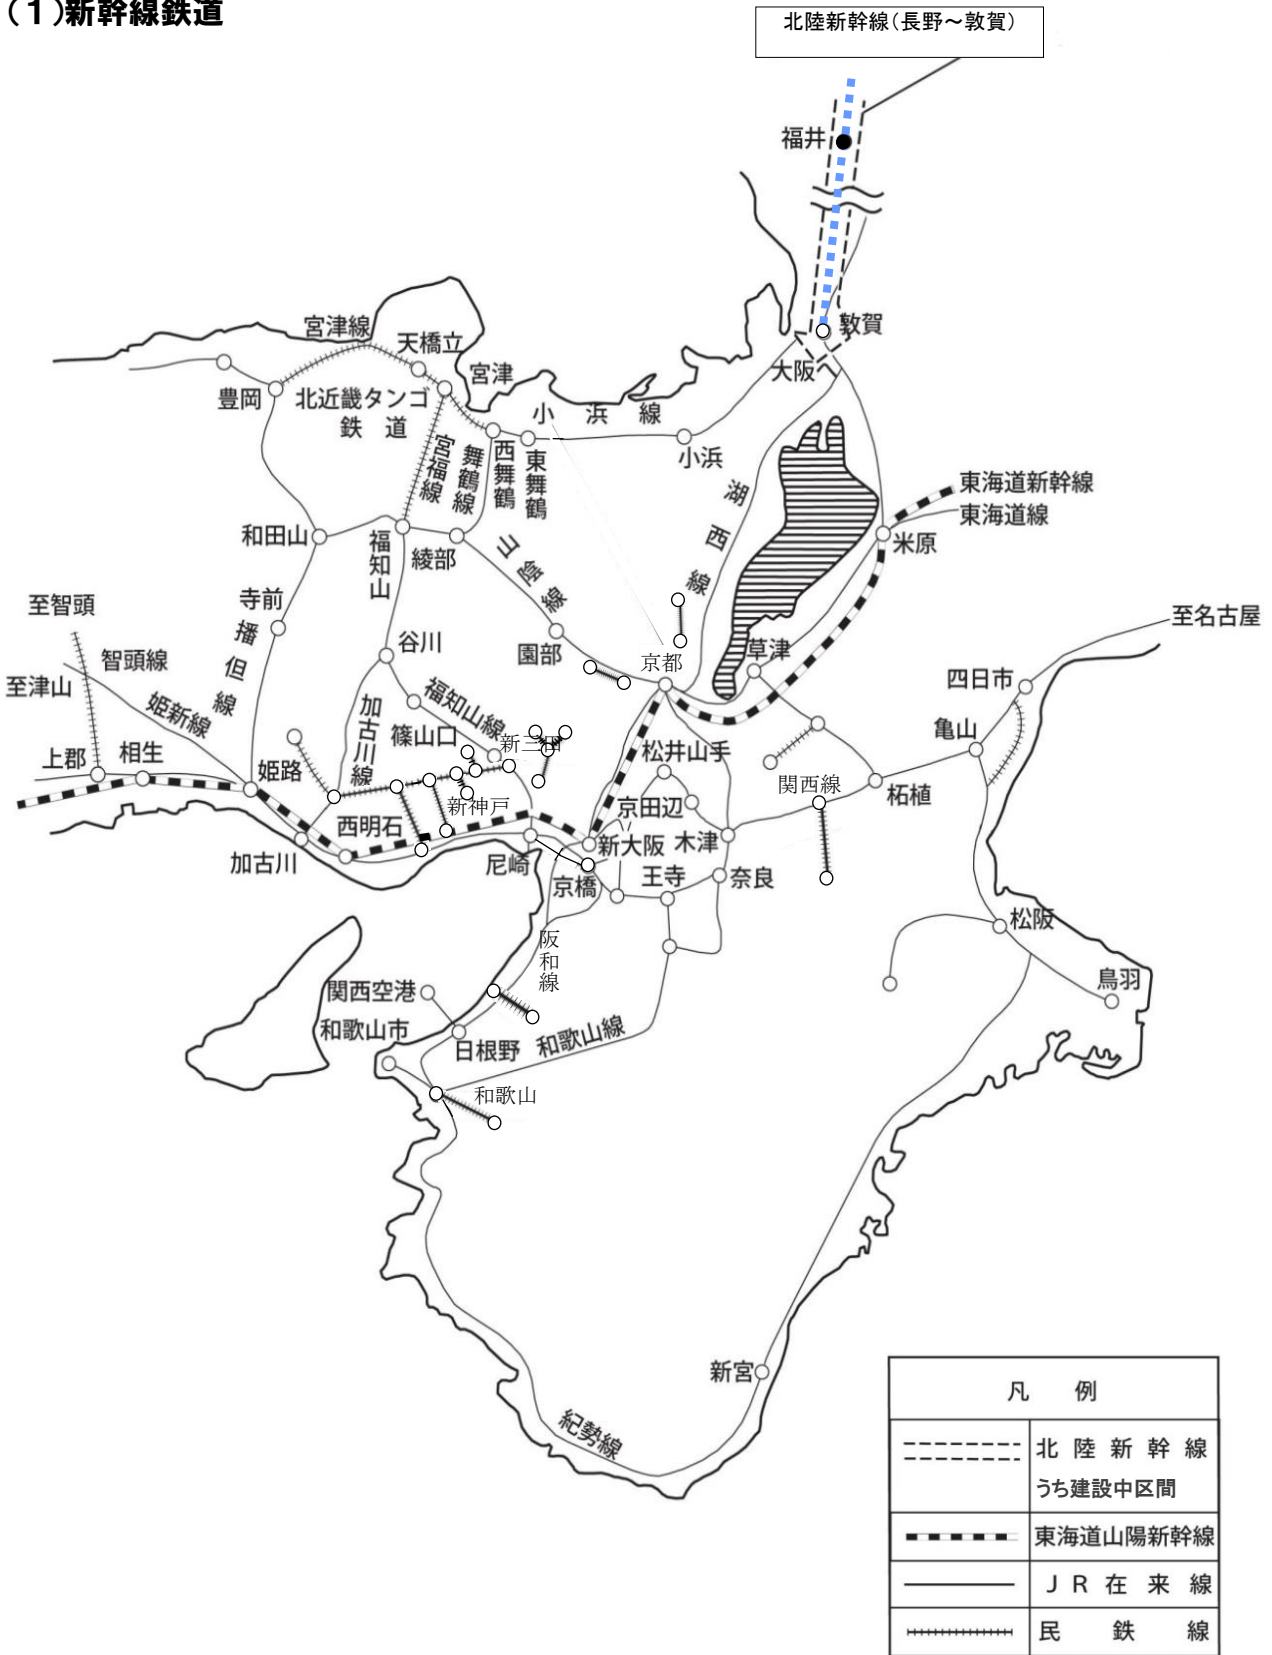 (1)新幹線鉄道
北陸新幹線(長野～敦賀)
福井
敦賀
大阪
宮津線
天橋立
宮津
豊岡
北近畿タンゴ
鉄道
小浜線
小浜
宮福線
舞鶴線
西舞鶴
東舞鶴
湖西線
東海道新幹線
東海道線
米原
和田山
福知山
綾部
山陰線
至智頭
寺前
至名古屋
智頭線
播但線
谷川
園部
京都
草津
至津山
姫新線
加古川線
福知山線
四日市
上郡
相生
姫路
篠山口
新三田
松井山手
亀山
関西線
柘植
西明石
新神戸
京田辺
加古川
尼崎
新大阪
木津
京橋
王寺
奈良
松阪
阪和線
関西空港
鳥羽
和歌山市
日根野
和歌山線
和歌山
新宮
紀勢線
凡例
北陸新幹線
うち建設中区間
東海道山陽新幹線
JR在来線
民鉄線